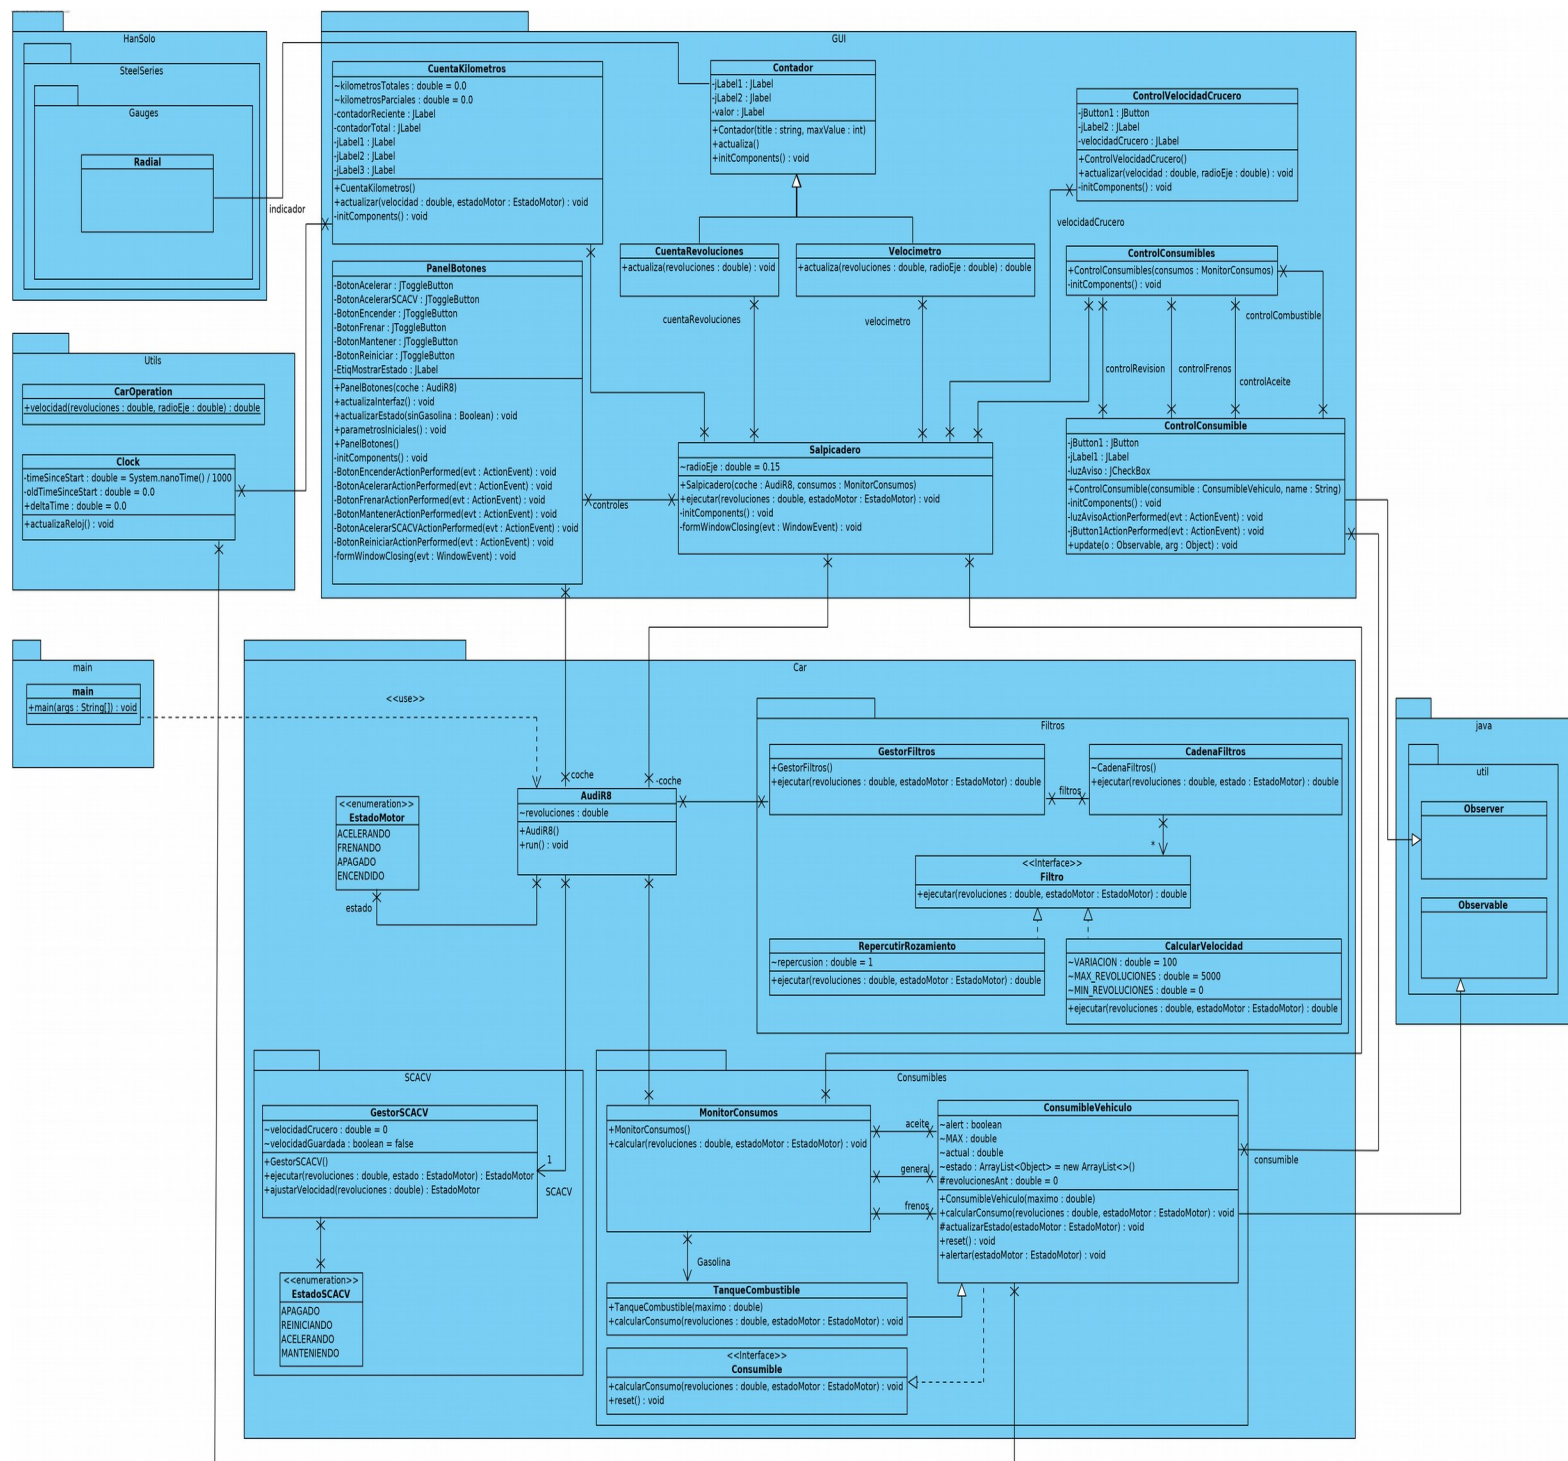 HanSolo
SteelSeries
Gauges
Radial
indicador
GUI
CuentaKilometros
~kilometrosTotales : double = 0.0
~kilometrosParciales : double = 0.0
-contadorReciente : JLabel
-contadorTotal : JLabel
-jLabel1 : JLabel
-jLabel2 : JLabel
-jLabel3 : JLabel
+CuentaKilometros()
+actualizar(velocidad : double, estadoMotor : EstadoMotor) : void
-initComponents() : void
Contador
-jLabel1 : JLabel
-jLabel2 : Jlabel
-valor : JLabel
+Contador(title : string, maxValue : int)
+actualiza()
+initComponents() : void
ControlVelocidadCrucero
-jButton1 : JButton
-jLabel2 : JLabel
-velocidadCrucero : JLabel
+ControlVelocidadCrucero()
+actualizar(velocidad : double, radioEje : double) : void
-initComponents() : void
velocidadCrucero
CuentaRevoluciones
+actualiza(revoluciones : double) : void
Velocimetro
+actualiza(revoluciones : double, radioEje : double) : double
ControlConsumibles
+ControlConsumibles(consumos : MonitorConsumos)
-initComponents() : void
cuentaRevoluciones
velocimetro
controlCombustible
controlRevision
controlFrenos
controlAceite
PanelBotones
-BotonAcelerar : JToggleButton
-BotonAcelerarSCACV : JToggleButton
-BotonEncender : JToggleButton
-BotonFrenar : JToggleButton
-BotonMantener : JToggleButton
-BotonReiniciar : JToggleButton
-EtiqMostrarEstado : JLabel
+PanelBotones(coche : AudiR8)
+actualizaInterfaz() : void
+actualizarEstado(sinGasolina : Boolean) : void
+parametrosIniciales() : void
+PanelBotones()
-initComponents() : void
-BotonEncenderActionPerformed(evt : ActionEvent) : void
-BotonAcelerarActionPerformed(evt : ActionEvent) : void
-BotonFrenarActionPerformed(evt : ActionEvent) : void
-BotonMantenerActionPerformed(evt : ActionEvent) : void
-BotonAcelerarSCACVActionPerformed(evt : ActionEvent) : void
-BotonReiniciarActionPerformed(evt : ActionEvent) : void
-formWindowClosing(evt : WindowEvent) : void
controles
Salpicadero
~radioEje : double = 0.15
+Salpicadero(coche : AudiR8, consumos : MonitorConsumos)
+ejecutar(revoluciones : double, estadoMotor : EstadoMotor) : void
-initComponents() : void
-formWindowClosing(evt : WindowEvent) : void
ControlConsumible
-jButton1 : JButton
-jLabel1 : JLabel
-luzAviso : JCheckBox
+ControlConsumible(consumible : ConsumibleVehiculo, name : String)
-initComponents() : void
-luzAvisoActionPerformed(evt : ActionEvent) : void
-jButton1ActionPerformed(evt : ActionEvent) : void
+update(o : Observable, arg : Object) : void
Utils
CarOperation
+velocidad(revoluciones : double, radioEje : double) : double
Clock
-timeSinceStart : double = System.nanoTime() / 1000
-oldTimeSinceStart : double = 0.0
+deltaTime : double = 0.0
+actualizaReloj() : void
main
main
+main(args : String[]) : void
Car
<<use>>
coche
-coche
AudiR8
~revoluciones : double
+AudiR8()
+run() : void
<<enumeration>>
EstadoMotor
ACELERANDO
FRENANDO
APAGADO
ENCENDIDO
estado
Filtros
GestorFiltros
+GestorFiltros()
+ejecutar(revoluciones : double, estadoMotor : EstadoMotor) : double
filtros
CadenaFiltros
~CadenaFiltros()
+ejecutar(revoluciones : double, estado : EstadoMotor) : double
*
<<Interface>>
Filtro
+ejecutar(revoluciones : double, estadoMotor : EstadoMotor) : double
RepercutirRozamiento
~repercusion : double = 1
+ejecutar(revoluciones : double, estadoMotor : EstadoMotor) : double
CalcularVelocidad
~VARIACION : double = 100
~MAX_REVOLUCIONES : double = 5000
~MIN_REVOLUCIONES : double = 0
+ejecutar(revoluciones : double, estadoMotor : EstadoMotor) : double
java
util
Observer
Observable
SCACV
GestorSCACV
~velocidadCrucero : double = 0
~velocidadGuardada : boolean = false
+GestorSCACV()
+ejecutar(revoluciones : double, estado : EstadoMotor) : EstadoMotor
+ajustarVelocidad(revoluciones : double) : EstadoMotor
1
SCACV
<<enumeration>>
EstadoSCACV
APAGADO
REINICIANDO
ACELERANDO
MANTENIENDO
Consumibles
MonitorConsumos
+MonitorConsumos()
+calcular(revoluciones : double, estadoMotor : EstadoMotor) : void
aceite
general
frenos
Gasolina
ConsumibleVehiculo
~alert : boolean
~MAX : double
~actual : double
~estado : ArrayList<Object> = new ArrayList<>()
#revolucionesAnt : double = 0
+ConsumibleVehiculo(maximo : double)
+calcularConsumo(revoluciones : double, estadoMotor : EstadoMotor) : void
#actualizarEstado(estadoMotor : EstadoMotor) : void
+reset() : void
+alertar(estadoMotor : EstadoMotor) : void
consumible
TanqueCombustible
+TanqueCombustible(maximo : double)
+calcularConsumo(revoluciones : double, estadoMotor : EstadoMotor) : void
<<Interface>>
Consumible
+calcularConsumo(revoluciones : double, estadoMotor : EstadoMotor) : void
+reset() : void